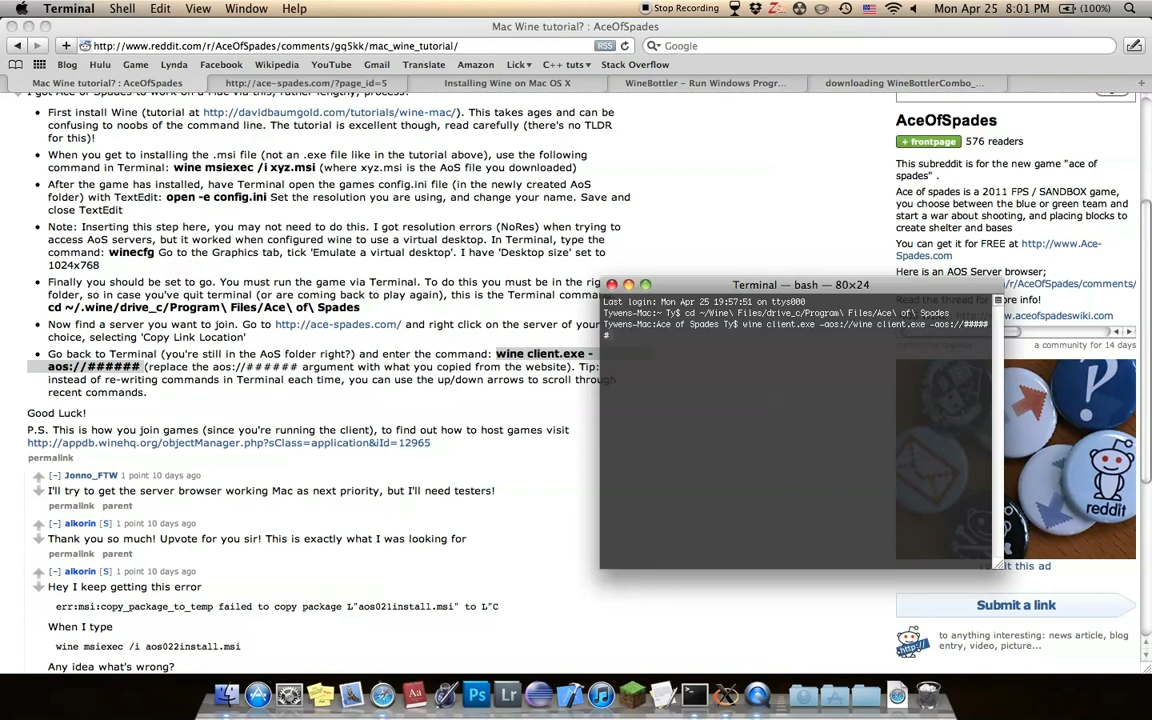 Terminal Shell Edit View Window Help
Stop Recording
Mon Apr 25 8:01 PM
(100%)
Mac Wine tutorial? : AceOfSpades
http://www.reddit.com/r/AceOfSpades/comments/gq5kk/mac_wine_tutorial/
RSS
Google
Blog Hulu Game Lynda Facebook Wikipedia YouTube Gmail Translate Amazon Lick C++ tuts Stack Overflow
Mac Wine tutorial? : AceOfSpades
http://ace-spades.com/?page_id=5
Installing Wine on Mac OS X
WineBottler – Run Windows Progr...
downloading WineBottlerCombo_...
First install Wine (tutorial at http://davidbaumgold.com/tutorials/wine-mac/). This takes ages and can be
confusing to noobs of the command line. The tutorial is excellent though, read carefully (there's no TLDR
for this)!
When you get to installing the .msi file (not an .exe file like in the tutorial above), use the following
command in Terminal: wine msiexec /i xyz.msi (where xyz.msi is the AoS file you downloaded)
After the game has installed, have Terminal open the games config.ini file (in the newly created AoS
folder) with TextEdit: open -e config.ini Set the resolution you are using, and change your name. Save and
close TextEdit
Note: Inserting this step here, you may not need to do this. I got resolution errors (NoRes) when trying to
access AoS servers, but it worked when configured wine to use a virtual desktop. In Terminal, type the
command: winecfg Go to the Graphics tab, tick 'Emulate a virtual desktop'. I have 'Desktop size' set to
1024x768
Finally you should be set to go. You must run the game via Terminal. To do this you must be in the righ
folder, so in case you've quit terminal (or are coming back to play again), this is the Terminal comma
cd ~/.wine/drive_c/Program\ Files/Ace\ of\ Spades
Now find a server you want to join. Go to http://ace-spades.com/ and right click on the server of your
choice, selecting 'Copy Link Location'
Go back to Terminal (you're still in the AoS folder right?) and enter the command: wine client.exe -
aos://###### (replace the aos://###### argument with what you copied from the website). Tip:
instead of re-writing commands in Terminal each time, you can use the up/down arrows to scroll through
recent commands.
Good Luck!
P.S. This is how you join games (since you're running the client), to find out how to host games visit
http://appdb.winehq.org/objectManager.php?sClass=application&iId=12965
permalink
[–] Jonno_FTW 1 point 10 days ago
I'll try to get the server browser working Mac as next priority, but I'll need testers!
permalink parent
[–] alkorin [S] 1 point 10 days ago
Thank you so much! Upvote for you sir! This is exactly what I was looking for
permalink parent
[–] alkorin [S] 1 point 10 days ago
Hey I keep getting this error
err:msi:copy_package_to_temp failed to copy package L"aos021install.msi" to L"C
When I type
wine msiexec /i aos022install.msi
Any idea what's wrong?
Terminal — bash — 80×24
Last login: Mon Apr 25 19:57:51 on ttys000
Tywens-Mac:~ Ty$ cd ~/Wine\ Files/drive_c/Program\ Files/Ace\ of\ Spades
Tywens-Mac:Ace of Spades Ty$ wine client.exe -aos://wine client.exe -aos://#####
#
AceOfSpades
+ frontpage 576 readers
This subreddit is for the new game "ace of
spades" .
Ace of spades is a 2011 FPS / SANDBOX game,
you choose between the blue or green team and
start a war about shooting, and placing blocks to
create shelter and bases
You can get it for FREE at http://www.Ace-
Spades.com
Here is an AOS Server browser;
/r/AceOfSpades/comments/
Read the thread for more info!
aceofspadeswiki.com
a community for 14 days
reddit
this ad
Submit a link
http://
to anything interesting: news article, blog
entry, video, picture...
Ps
Lr